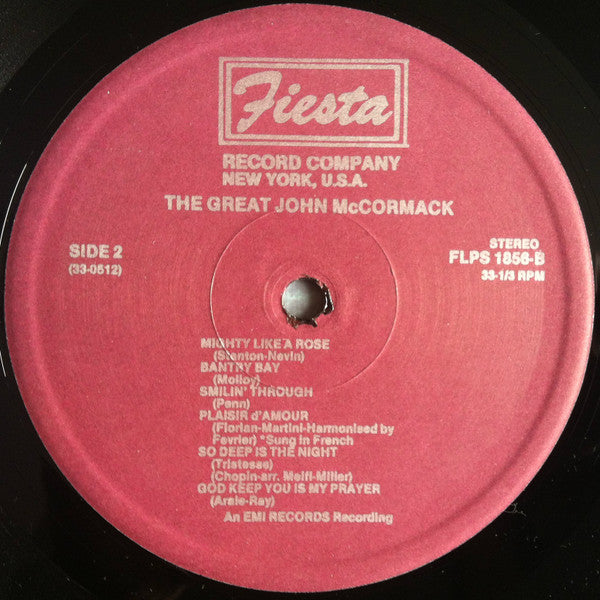 Fiesta
RECORD COMPANY
NEW YORK, U.S.A.
THE GREAT JOHN McCORMACK
SIDE 2
(33-0512)
STEREO
FLPS 1856-B
33-1/3 RPM
MIGHTY LIKE A ROSE
(Stanton-Nevin)
BANTRY BAY
(Molloy)
SMILIN' THROUGH
(Penn)
PLAISIR d'AMOUR
(Florian-Martini-Harmonised by
Fevrier) *Sung in French
SO DEEP IS THE NIGHT
(Tristesse)
(Chopin-arr. Melfi-Miller)
GOD KEEP YOU IS MY PRAYER
(Arale-Ray)
An EMI RECORDS Recording